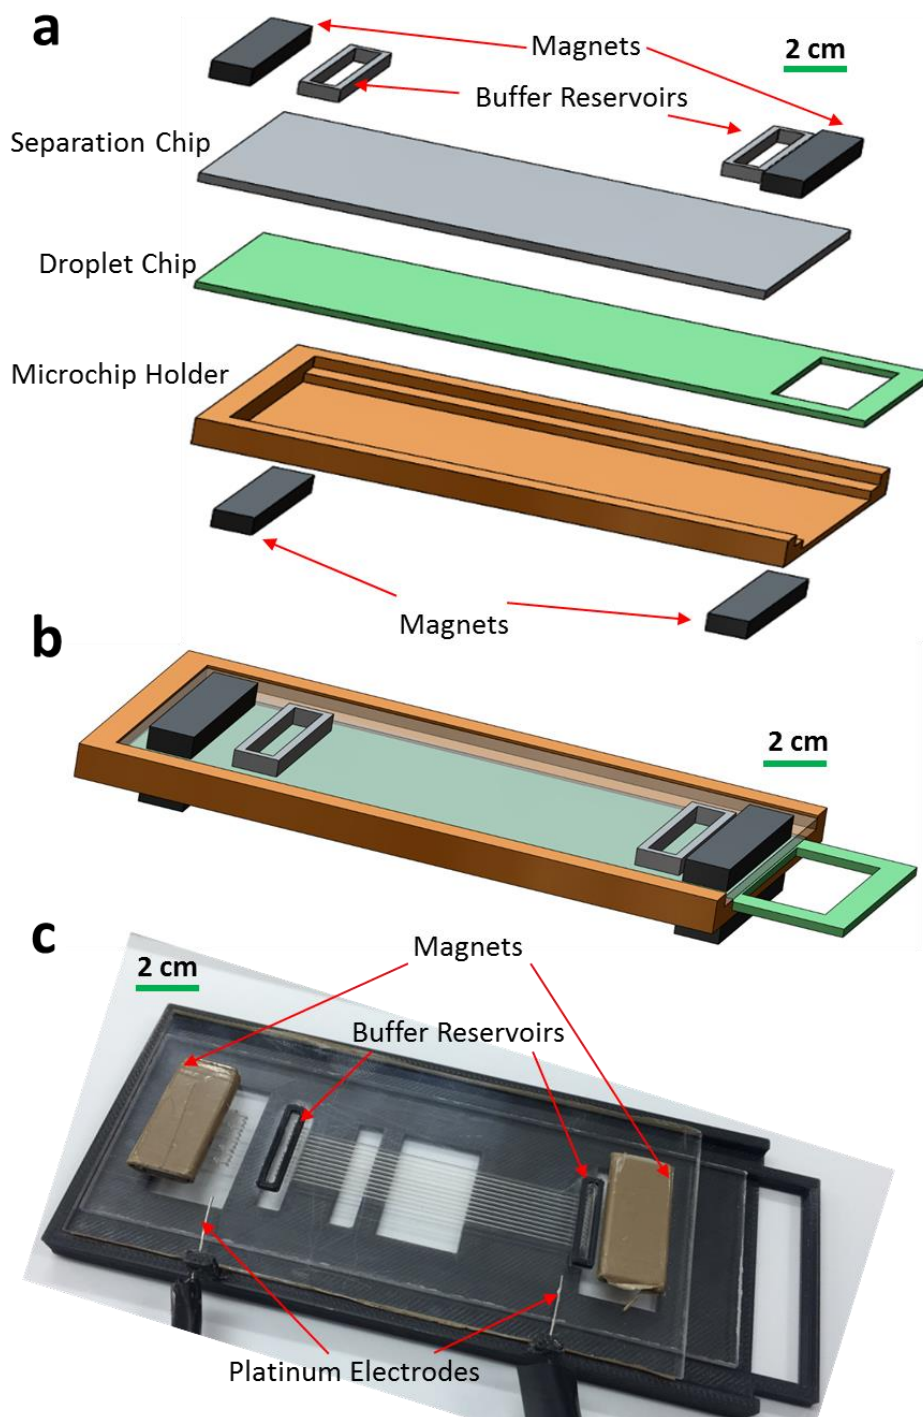 a
Magnets
2 cm
Buffer Reservoirs
Separation Chip
Droplet Chip
Microchip Holder
Magnets
b
2 cm
c
Magnets
2 cm
Buffer Reservoirs
Platinum Electrodes